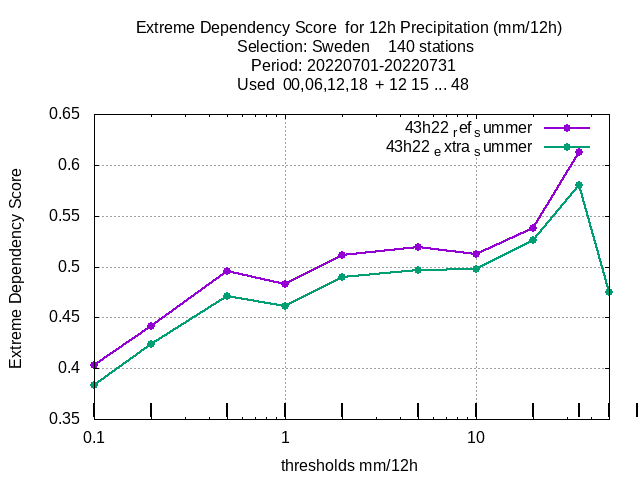 Extreme Dependency Score  for 12h Precipitation (mm/12h)
Selection: Sweden    140 stations
Period: 20220701-20220731
Used  00,06,12,18  + 12 15 ... 48
43h22 ref summer
43h22 extra summer
0.65
0.6
0.55
0.5
0.45
0.4
0.35
Extreme Dependency Score
0.1
1
10
thresholds mm/12h